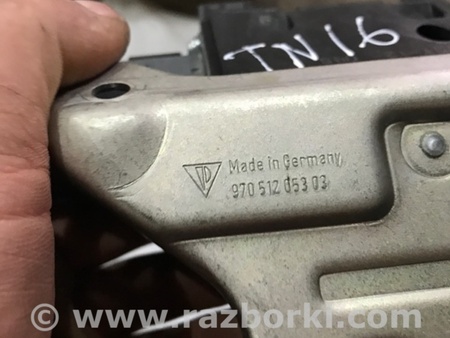 TN16
Made in Germany
970 512 053 03
© www.razborki.com